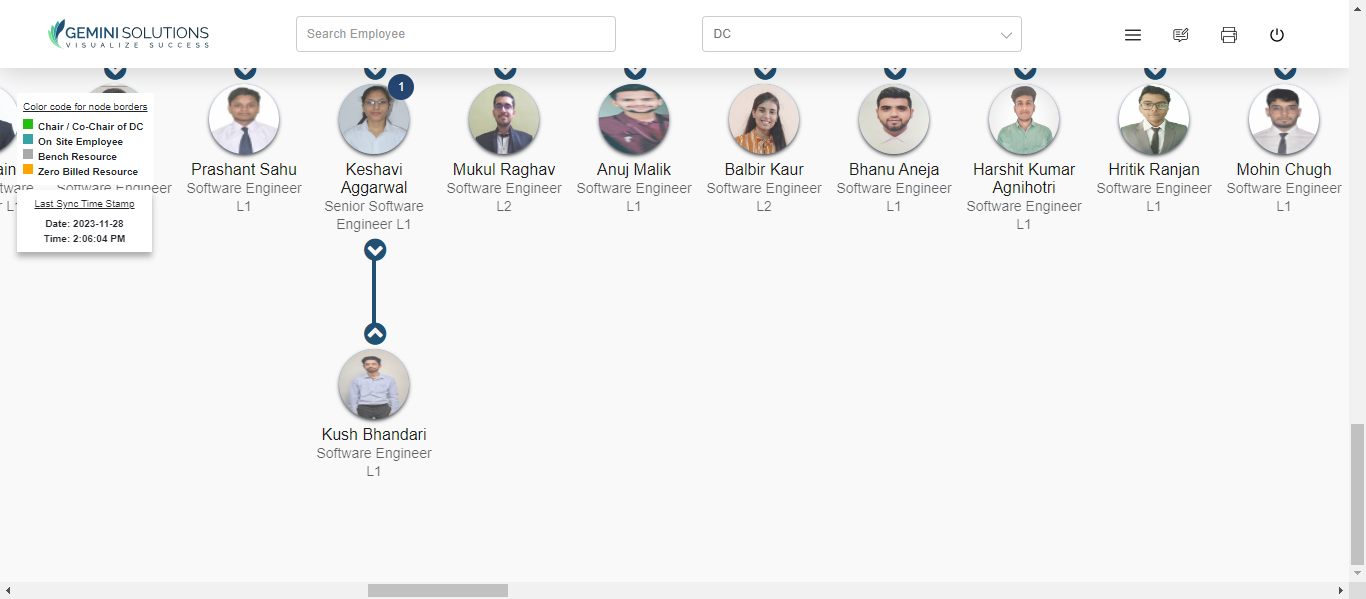 GEMINI SOLUTIONS
VISUALIZE SUCCESS
Search Employee
DC
1
Color code for node borders
Chair / Co-Chair of DC
On Site Employee
Bench Resource
Zero Billed Resource
Last Sync Time Stamp
Date: 2023-11-28
Time: 2:06:04 PM
Software Engineer
Prashant Sahu
Software Engineer
L1
Keshavi
Aggarwal
Senior Software
Engineer L1
Mukul Raghav
Software Engineer
L2
Anuj Malik
Software Engineer
L1
Balbir Kaur
Software Engineer
L2
Bhanu Aneja
Software Engineer
L1
Harshit Kumar
Agnihotri
Software Engineer
L1
Hritik Ranjan
Software Engineer
L1
Mohin Chugh
Software Engineer
L1
Kush Bhandari
Software Engineer
L1